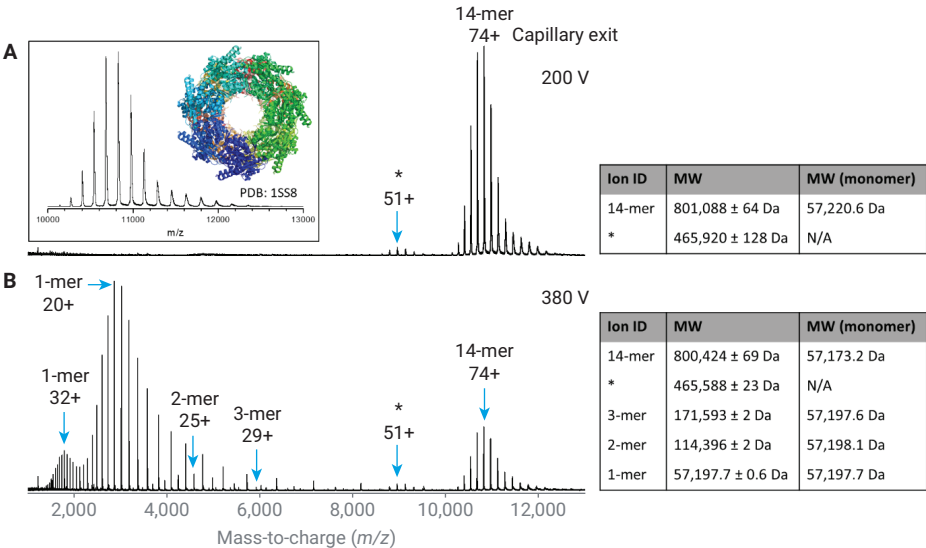 14-mer
74+ Capillary exit
A
200 V
PDB: 1SS8
10000 11000 12000 13000
m/z
*
51+
Ion ID MW MW (monomer)
14-mer 801,088 ± 64 Da 57,220.6 Da
* 465,920 ± 128 Da N/A
B
1-mer
20+
380 V
1-mer
32+
2-mer
25+
3-mer
29+
*
51+
14-mer
74+
Ion ID MW MW (monomer)
14-mer 800,424 ± 69 Da 57,173.2 Da
* 465,588 ± 23 Da N/A
3-mer 171,593 ± 2 Da 57,197.6 Da
2-mer 114,396 ± 2 Da 57,198.1 Da
1-mer 57,197.7 ± 0.6 Da 57,197.7 Da
2,000 4,000 6,000 8,000 10,000 12,000
Mass-to-charge (m/z)